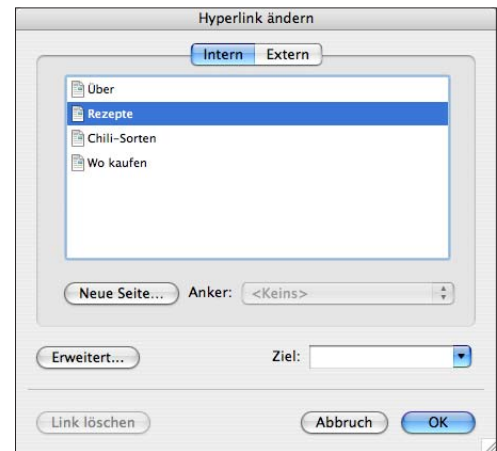 Hyperlink ändern
Intern Extern
Über
Rezepte
Chili-Sorten
Wo kaufen
Neue Seite... Anker: <Keins>
Erweitert... Ziel:
Link löschen Abbruch OK